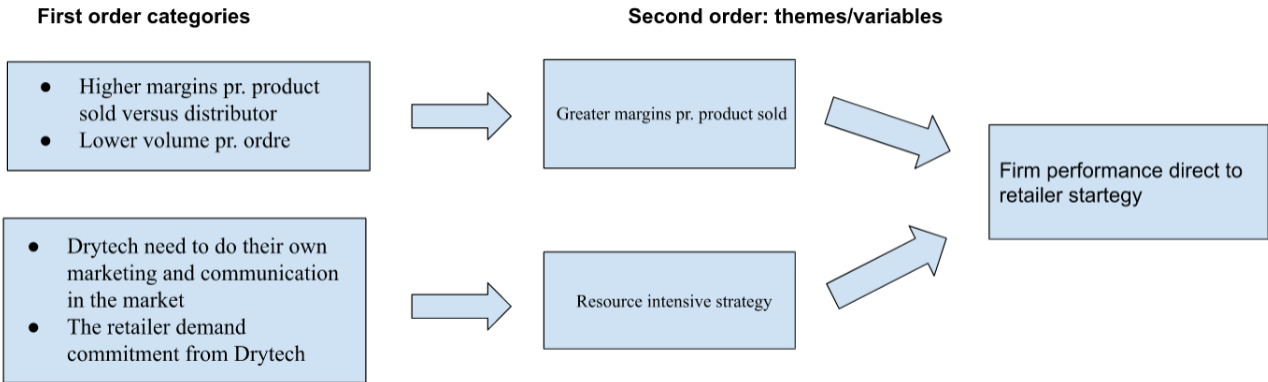 First order categories
Second order: themes/variables
● Higher margins pr. product
sold versus distributor
● Lower volume pr. ordre
Greater margins pr. product sold
Firm performance direct to
retailer startegy
● Drytech need to do their own
marketing and communication
in the market
● The retailer demand
commitment from Drytech
Resource intensive strategy